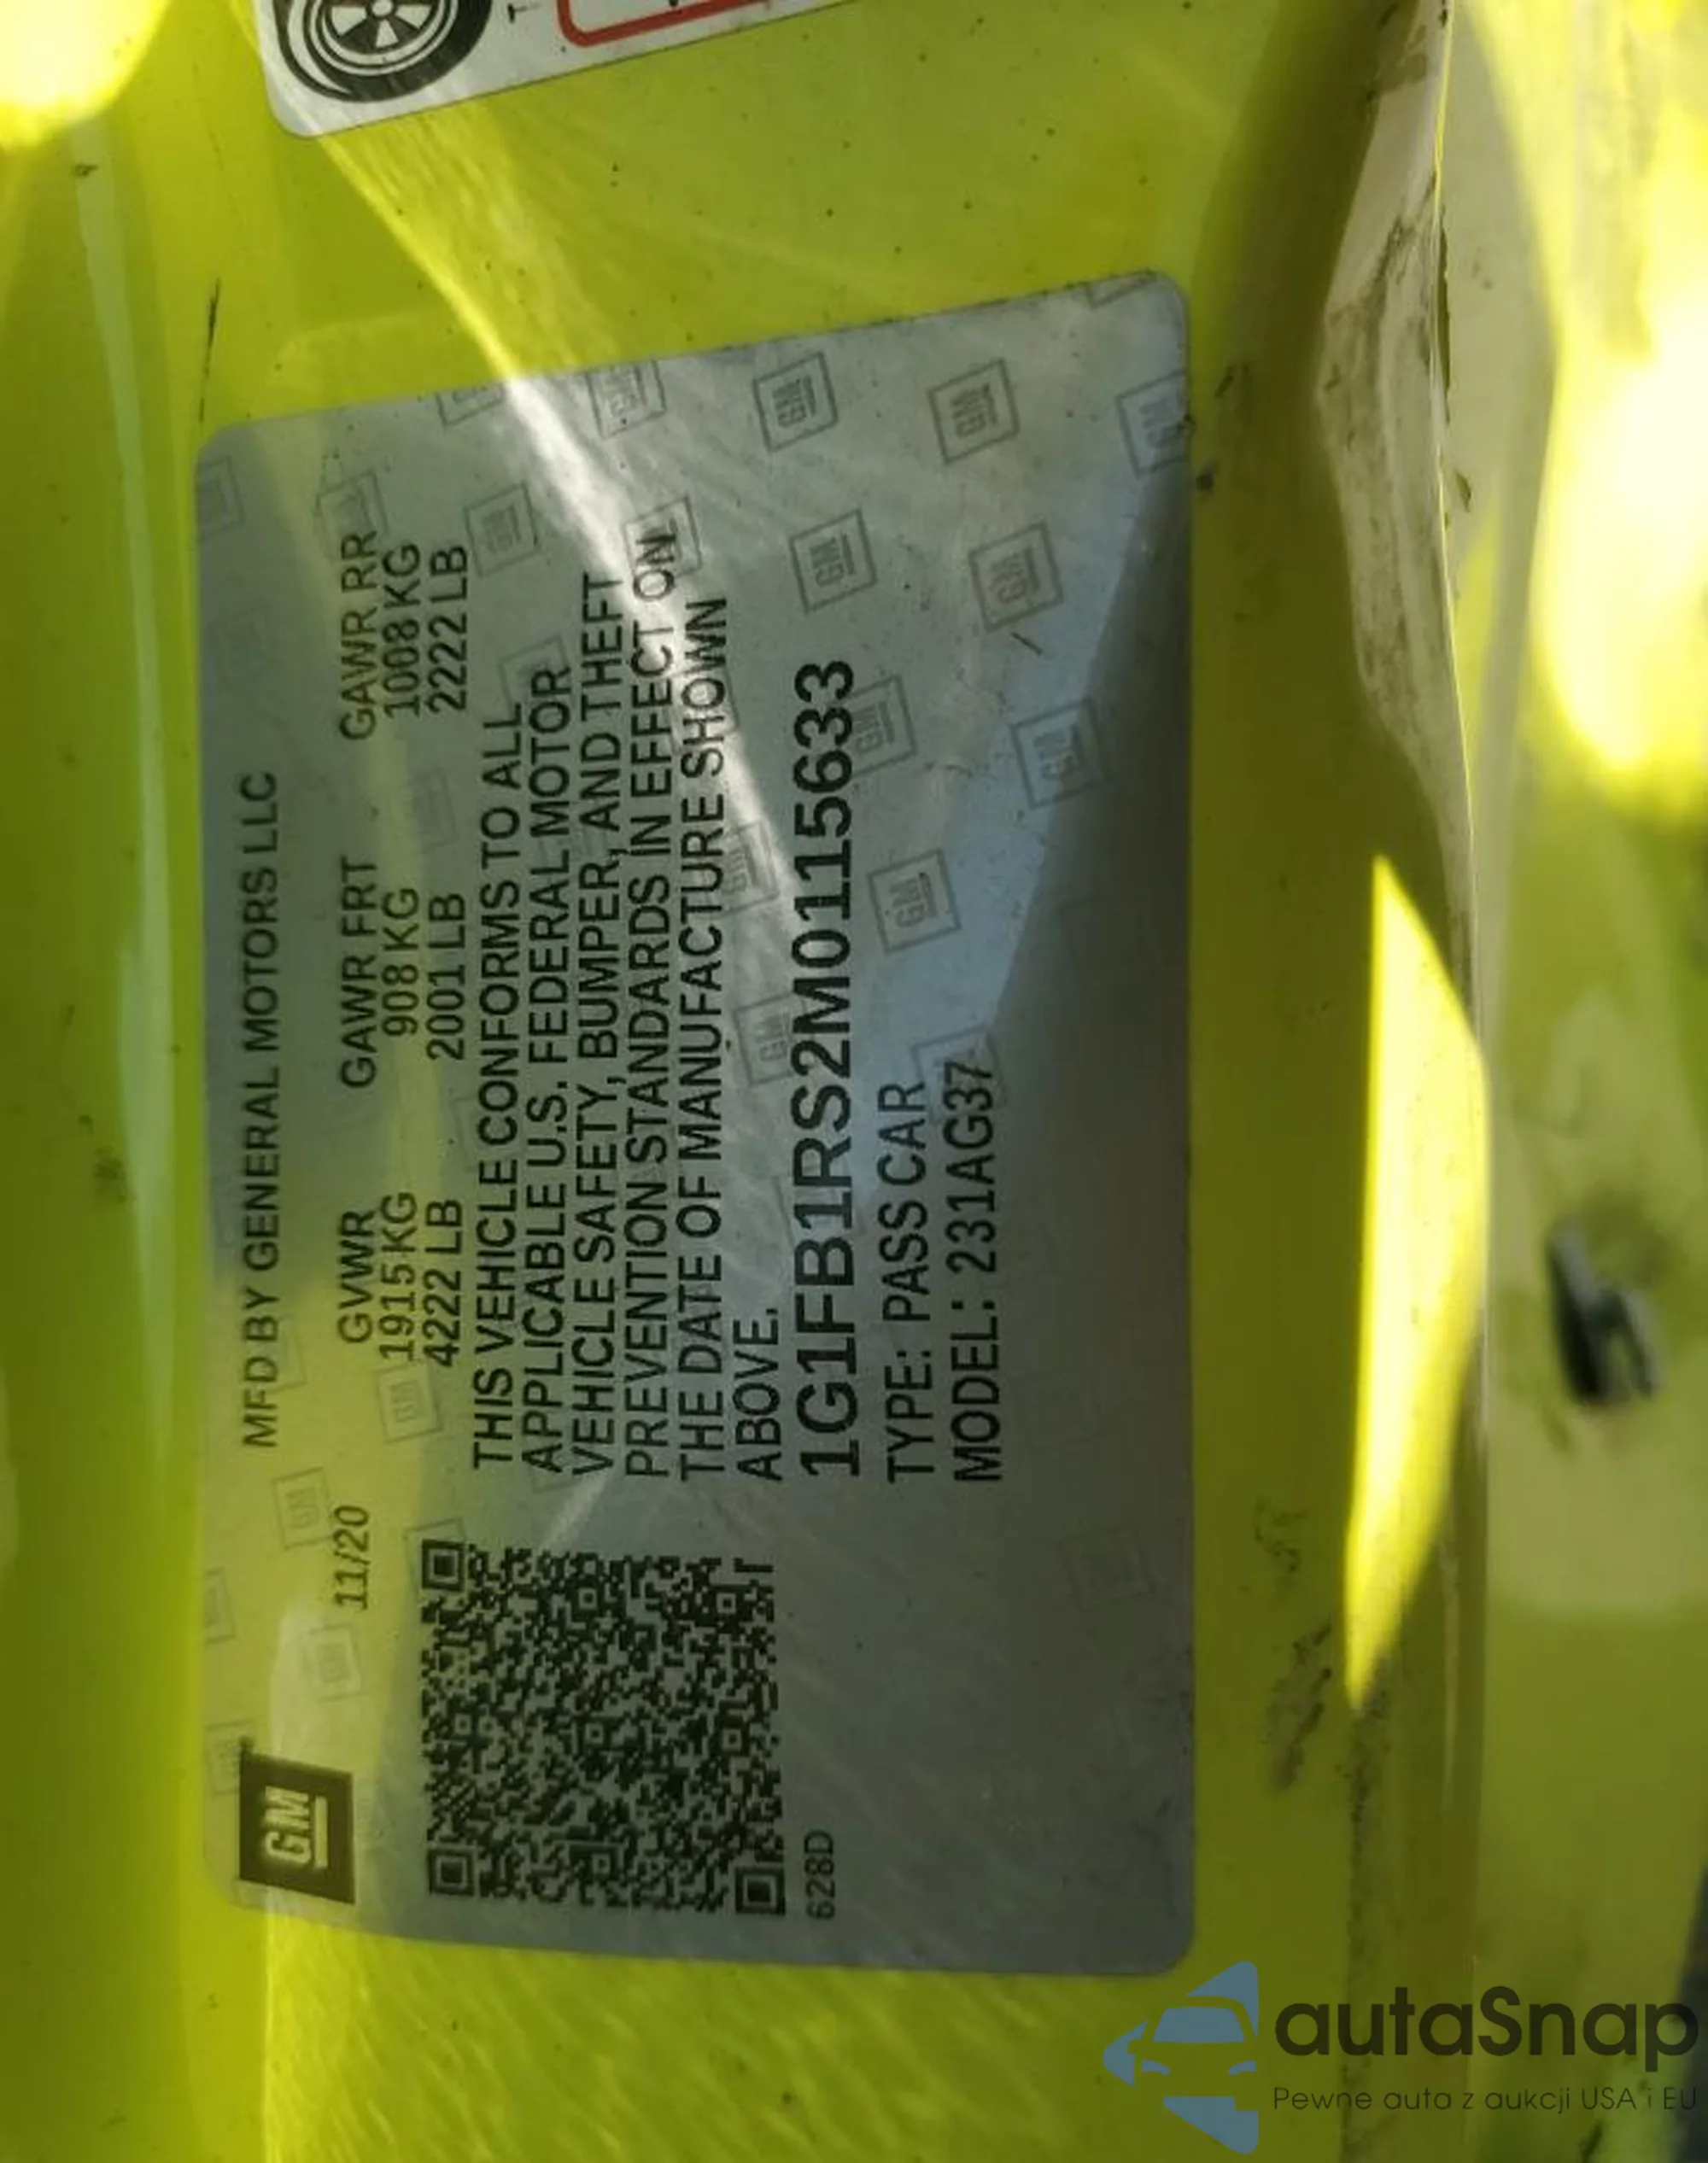 GM
MFD BY GENERAL MOTORS LLC
11/20
GVWR GAWR FRT GAWR RR
1915 KG 908 KG 1008 KG
4222 LB 2001 LB 2222 LB
THIS VEHICLE CONFORMS TO ALL
APPLICABLE U.S. FEDERAL MOTOR
VEHICLE SAFETY, BUMPER, AND THEFT
PREVENTION STANDARDS IN EFFECT ON
THE DATE OF MANUFACTURE SHOWN
ABOVE.
1G1FB1RS2M0115633
TYPE: PASS CAR
MODEL: 231AG37
628D
autaSnap
Pewne auta z aukcji USA i EU